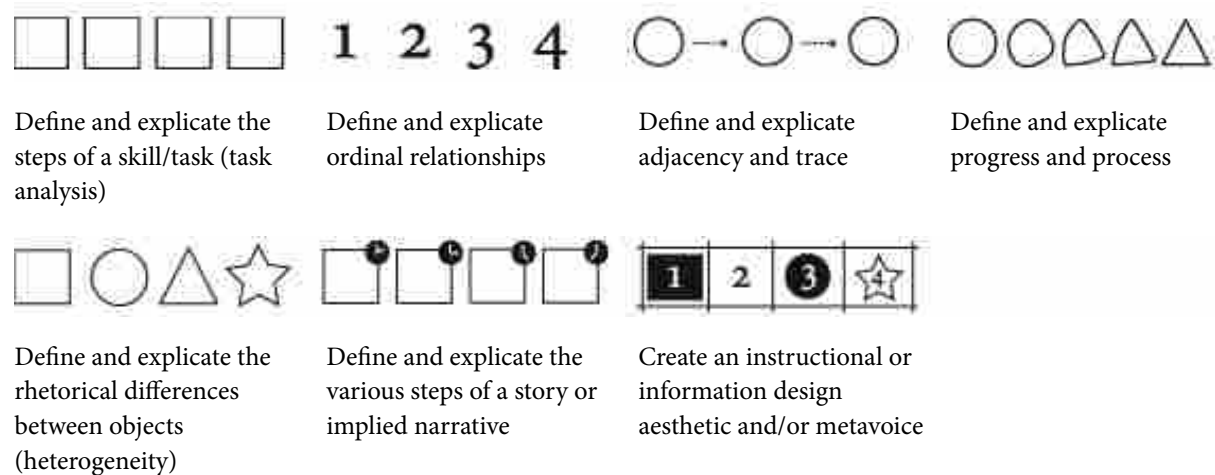 1 2 3 4
Define and explicate the
steps of a skill/task (task
analysis)
Define and explicate
ordinal relationships
Define and explicate
adjacency and trace
Define and explicate
progress and process
1 2 3 4
Define and explicate the
rhetorical differences
between objects
(heterogeneity)
Define and explicate the
various steps of a story or
implied narrative
Create an instructional or
information design
aesthetic and/or metavoice